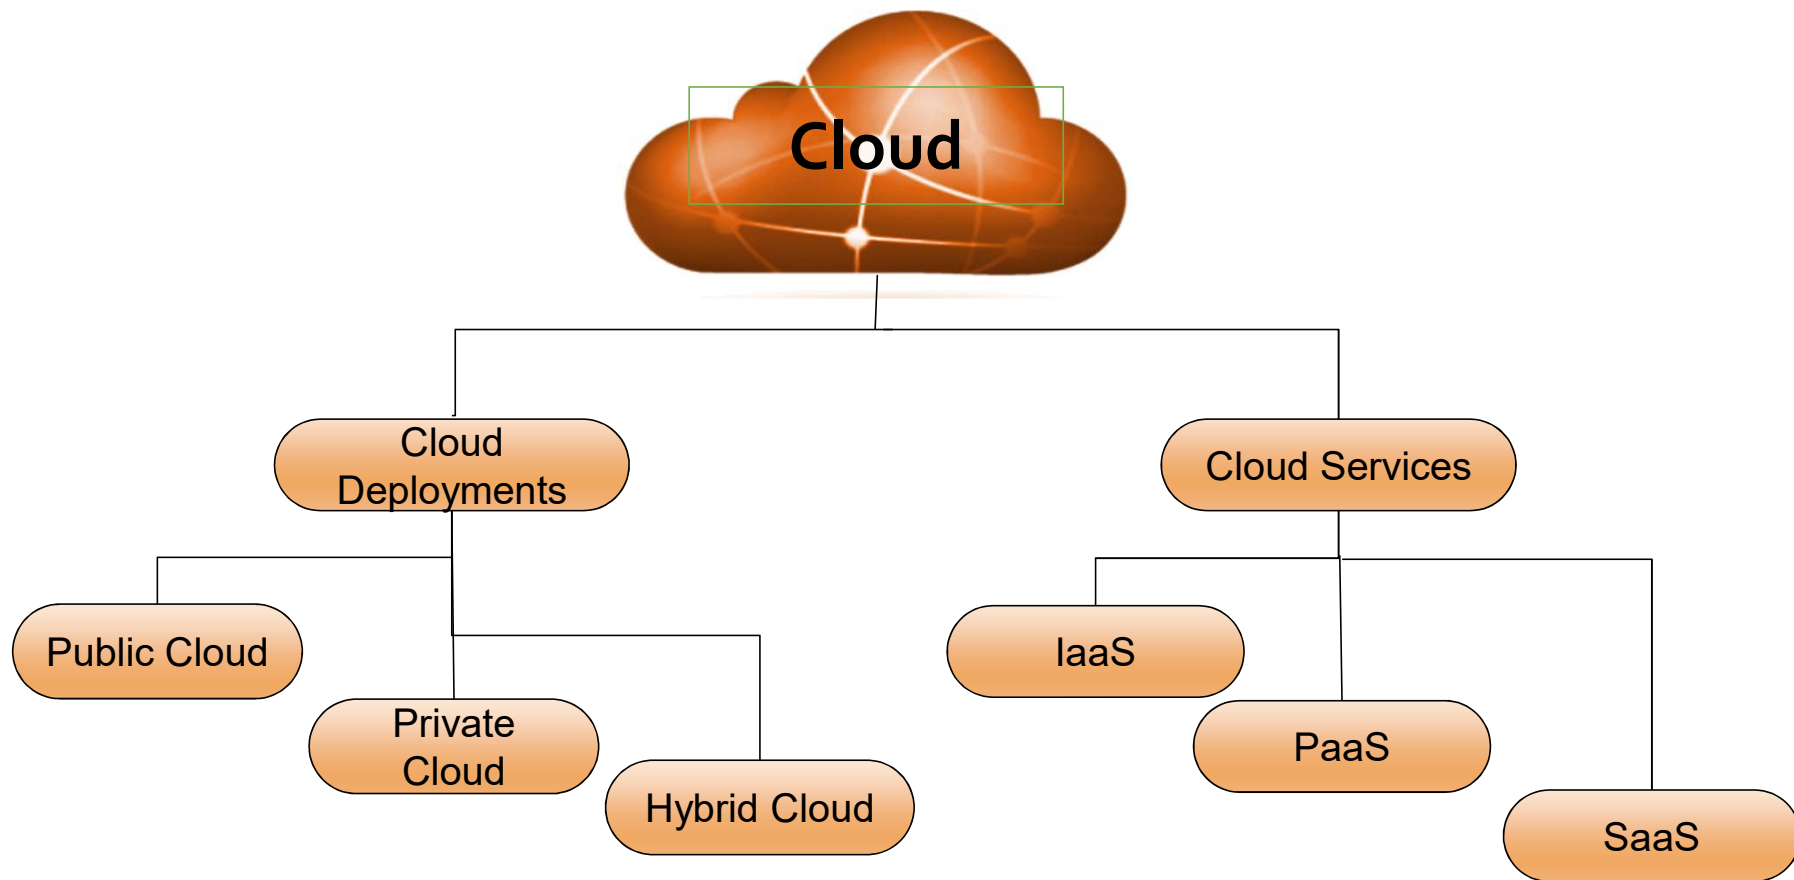 Cloud
Cloud
Deployments
Cloud Services
Public Cloud
IaaS
Private
Cloud
PaaS
Hybrid Cloud
SaaS